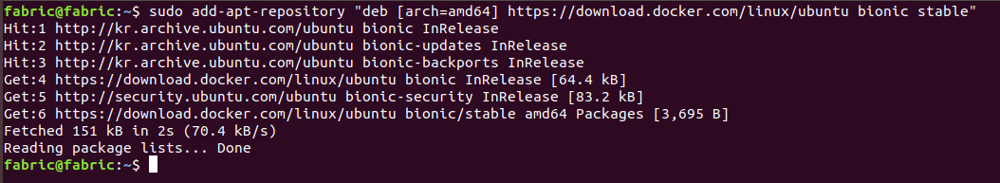 fabric@fabric:~$ sudo add-apt-repository "deb [arch=amd64] https://download.docker.com/linux/ubuntu bionic stable"
Hit:1 http://kr.archive.ubuntu.com/ubuntu bionic InRelease
Hit:2 http://kr.archive.ubuntu.com/ubuntu bionic-updates InRelease
Hit:3 http://kr.archive.ubuntu.com/ubuntu bionic-backports InRelease
Get:4 https://download.docker.com/linux/ubuntu bionic InRelease [64.4 kB]
Get:5 http://security.ubuntu.com/ubuntu bionic-security InRelease [83.2 kB]
Get:6 https://download.docker.com/linux/ubuntu bionic/stable amd64 Packages [3,695 B]
Fetched 151 kB in 2s (70.4 kB/s)
Reading package lists... Done
fabric@fabric:~$